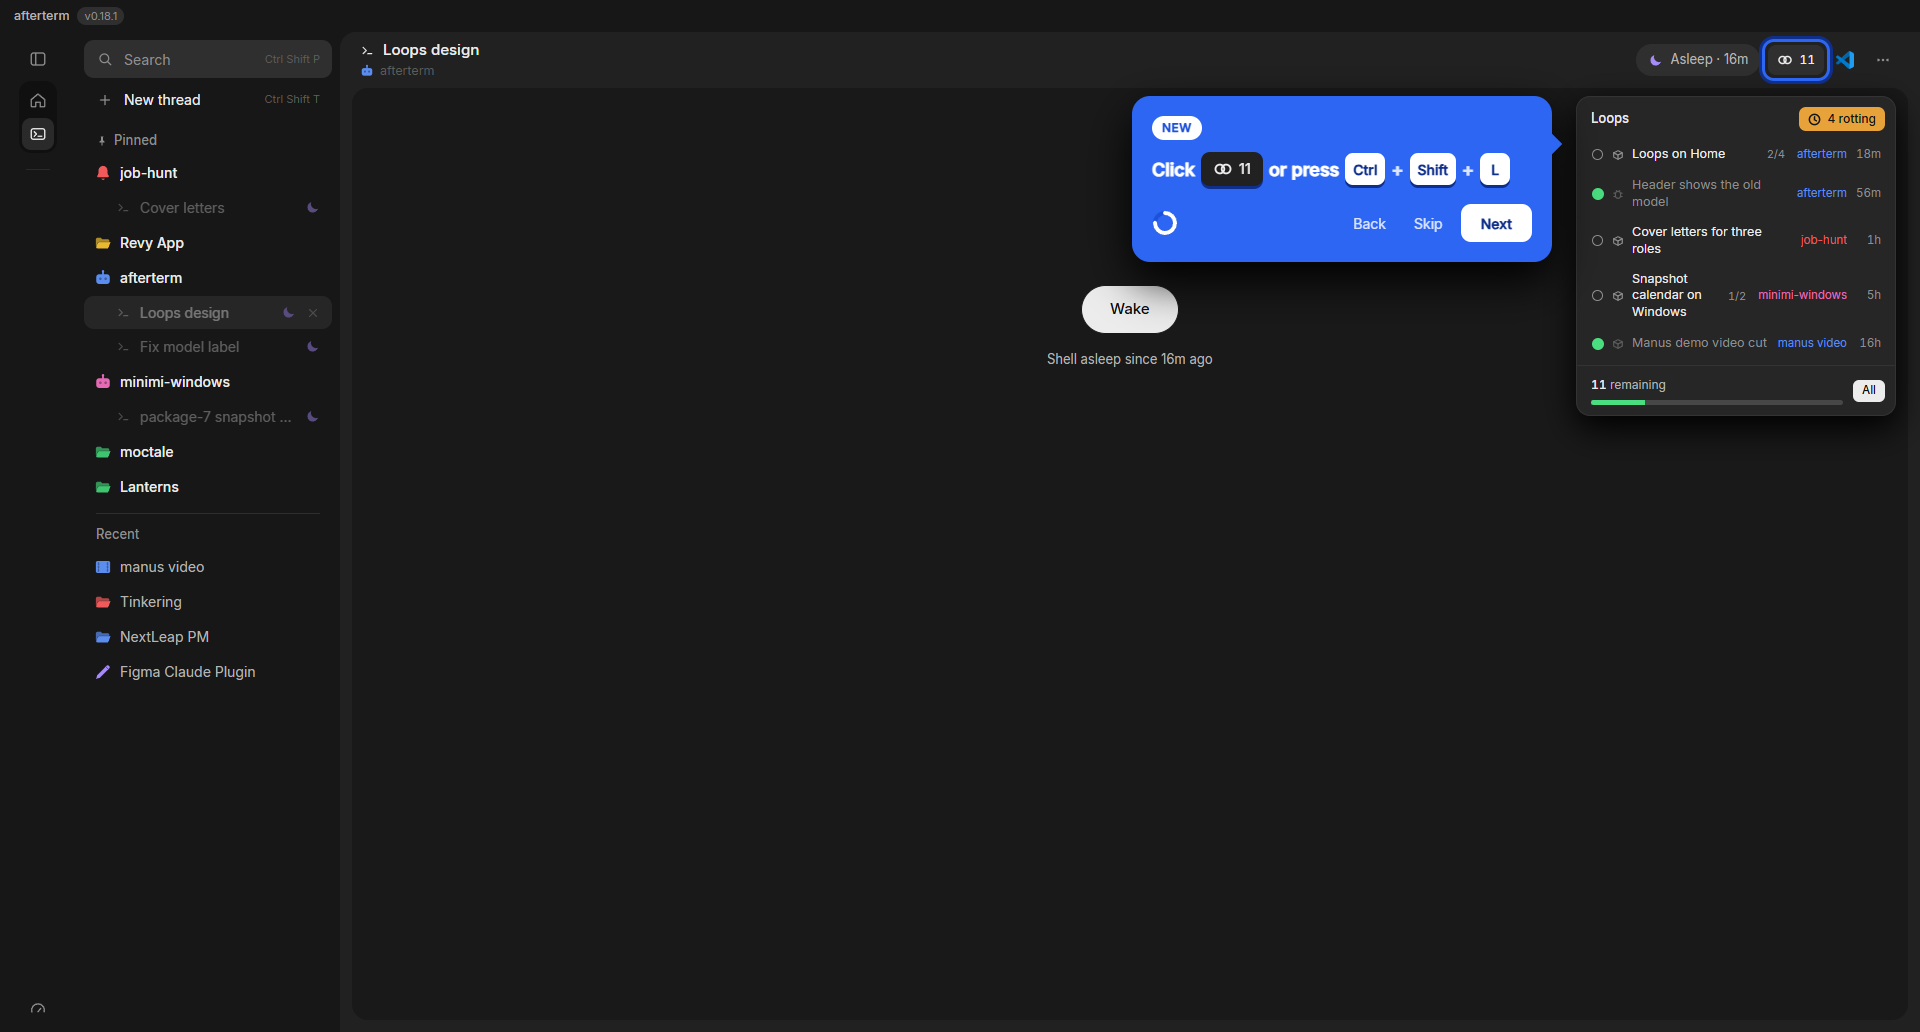 afterterm v0.18.1
Search Ctrl Shift P
New thread Ctrl Shift T
Pinned
job-hunt
Cover letters
Revy App
afterterm
Loops design
Fix model label
minimi-windows
package-7 snapshot ...
moctale
Lanterns
Recent
manus video
Tinkering
NextLeap PM
Figma Claude Plugin
Loops design
afterterm
Asleep · 16m
11
NEW
Click 11 or press Ctrl + Shift + L
Back Skip Next
Wake
Shell asleep since 16m ago
Loops 4 rotting
Loops on Home 2/4 afterterm 18m
Header shows the old
model
afterterm 56m
Cover letters for three
roles
job-hunt 1h
Snapshot
calendar on
Windows
1/2 minimi-windows 5h
Manus demo video cut manus video 16h
11 remaining
All